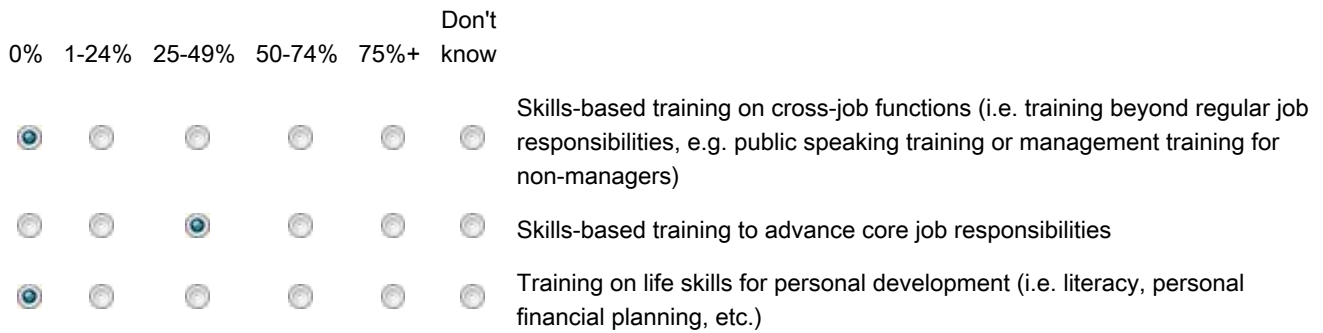 Don't
0% 1-24% 25-49% 50-74% 75%+ know
Skills-based training on cross-job functions (i.e. training beyond regular job
responsibilities, e.g. public speaking training or management training for
non-managers)
Skills-based training to advance core job responsibilities
Training on life skills for personal development (i.e. literacy, personal
financial planning, etc.)